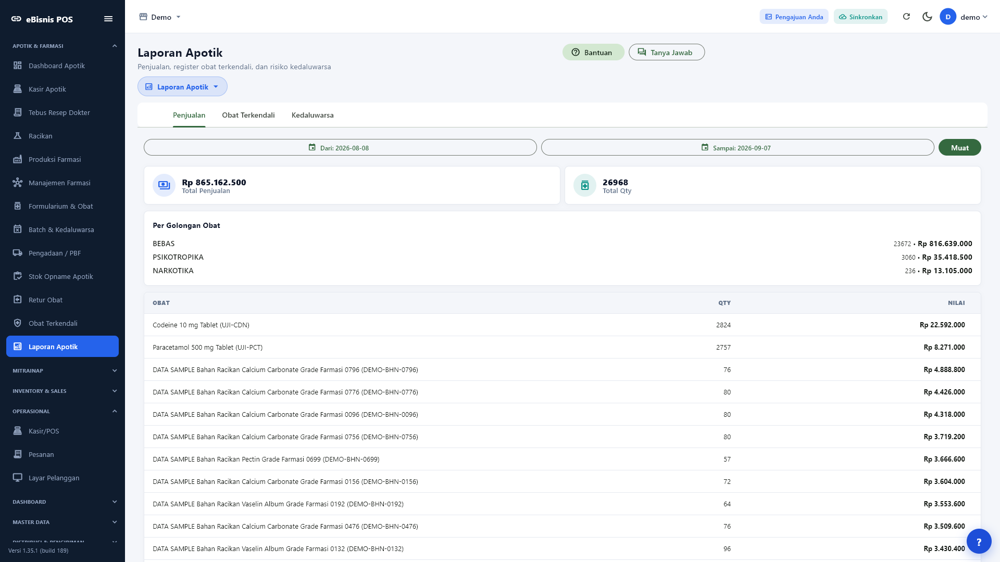 eBisnis POS
APOTIK & FARMASI
Dashboard Apotik
Kasir Apotik
Tebus Resep Dokter
Racikan
Produksi Farmasi
Manajemen Farmasi
Formularium & Obat
Batch & Kedaluwarsa
Pengadaan / PBF
Stok Opname Apotik
Retur Obat
Obat Terkendali
Laporan Apotik
MITRAINAP
INVENTORY & SALES
OPERASIONAL
Kasir/POS
Pesanan
Layar Pelanggan
DASHBOARD
MASTER DATA
DISTRIBUSI & PENGIRIMAN
Versi 1.35.1 (build 189)
Demo
Pengajuan Anda
Sinkronkan
D
demo
Laporan Apotik
Penjualan, register obat terkendali, dan risiko kedaluwarsa
Bantuan
Tanya Jawab
Laporan Apotik
Penjualan
Obat Terkendali
Kedaluwarsa
Dari: 2026-08-08
Sampai: 2026-09-07
Muat
Rp 865.162.500
Total Penjualan
26968
Total Qty
Per Golongan Obat
BEBAS 23672 • Rp 816.639.000
PSIKOTROPIKA 3060 • Rp 35.418.500
NARKOTIKA 236 • Rp 13.105.000
OBAT QTY NILAI
Codeine 10 mg Tablet (UJI-CDN) 2824 Rp 22.592.000
Paracetamol 500 mg Tablet (UJI-PCT) 2757 Rp 8.271.000
DATA SAMPLE Bahan Racikan Calcium Carbonate Grade Farmasi 0796 (DEMO-BHN-0796) 76 Rp 4.888.800
DATA SAMPLE Bahan Racikan Calcium Carbonate Grade Farmasi 0776 (DEMO-BHN-0776) 80 Rp 4.426.000
DATA SAMPLE Bahan Racikan Calcium Carbonate Grade Farmasi 0096 (DEMO-BHN-0096) 80 Rp 4.318.000
DATA SAMPLE Bahan Racikan Calcium Carbonate Grade Farmasi 0756 (DEMO-BHN-0756) 80 Rp 3.719.200
DATA SAMPLE Bahan Racikan Pectin Grade Farmasi 0699 (DEMO-BHN-0699) 57 Rp 3.666.600
DATA SAMPLE Bahan Racikan Calcium Carbonate Grade Farmasi 0156 (DEMO-BHN-0156) 72 Rp 3.604.000
DATA SAMPLE Bahan Racikan Vaselin Album Grade Farmasi 0192 (DEMO-BHN-0192) 64 Rp 3.553.600
DATA SAMPLE Bahan Racikan Calcium Carbonate Grade Farmasi 0476 (DEMO-BHN-0476) 76 Rp 3.509.600
DATA SAMPLE Bahan Racikan Vaselin Album Grade Farmasi 0132 (DEMO-BHN-0132) 96 Rp 3.430.400
?